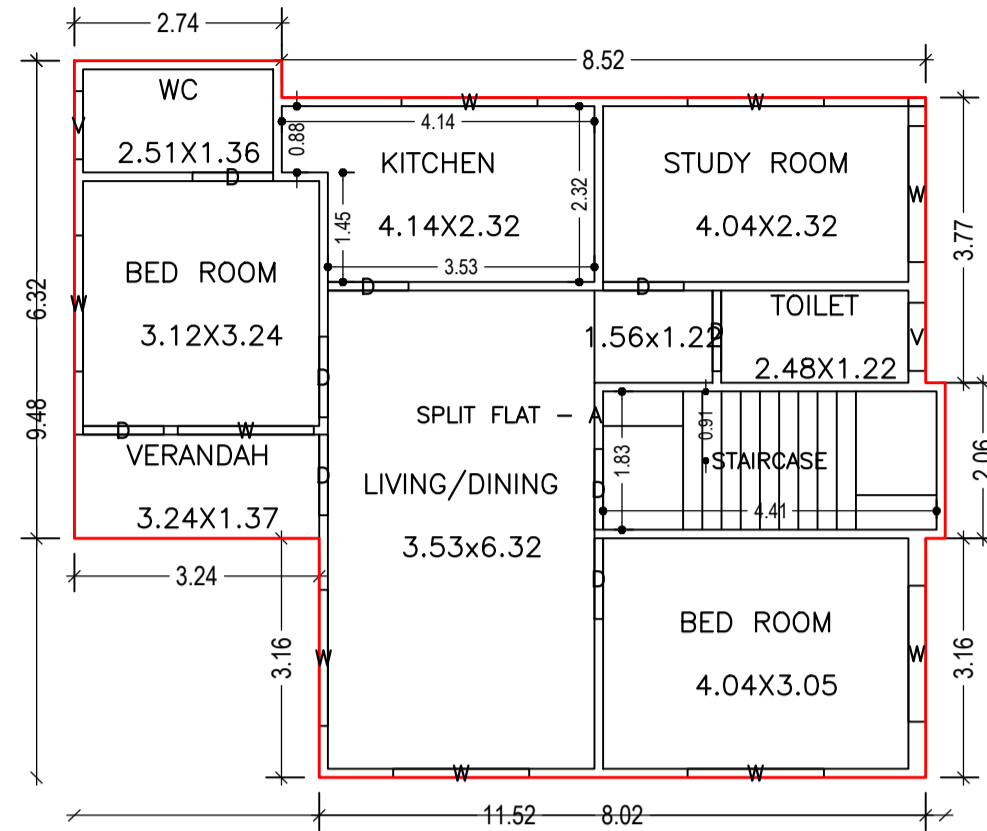 2.74
8.52
WC
W
W
4.14
0.88
V
2.51X1.36
KITCHEN
STUDY ROOM
D
2.32
W
1.45
4.14X2.32
4.04X2.32
3.77
3.53
BED ROOM
D
D
6.32
W
TOILET
3.12X3.24
1.56x1.22
D
V
2.48X1.22
D
9.48
SPLIT FLAT - A
0.91
D
W
2.06
VERANDAH
1.83
STAIRCASE
D
LIVING/DINING
D
3.24X1.37
4.41
3.53x6.32
3.24
D
BED ROOM
3.16
W
W
3.16
4.04X3.05
W
W
11.52
8.02